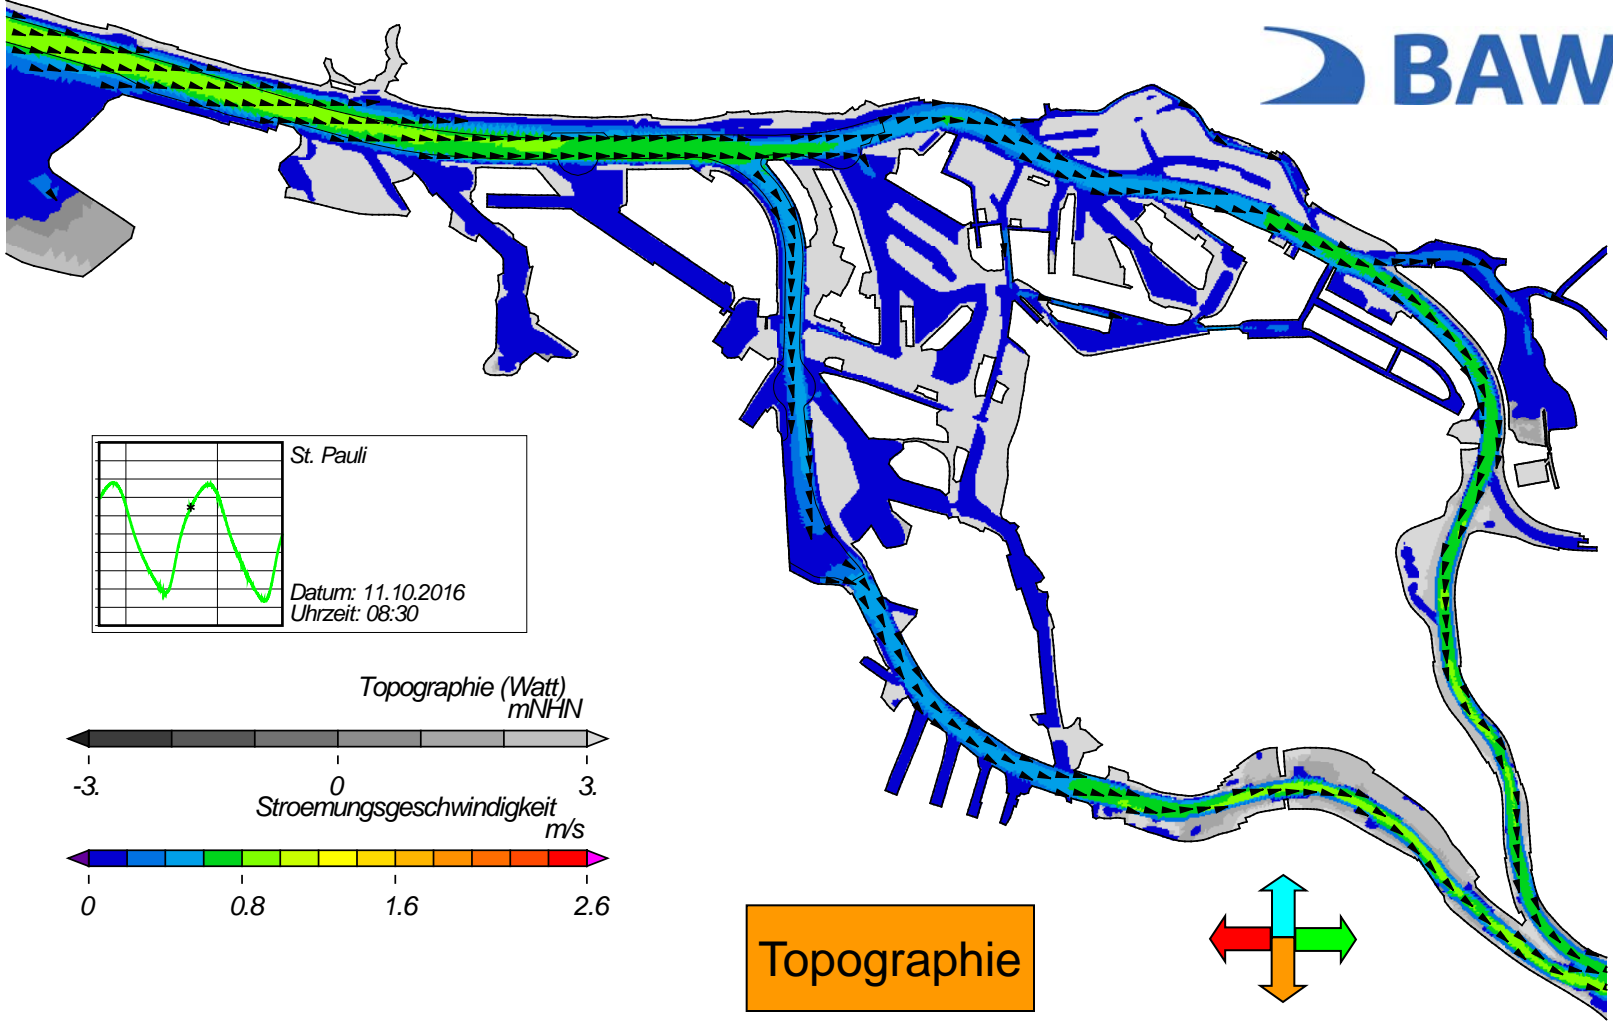 BAW
St. Pauli
Datum: 11.10.2016
Uhrzeit: 08:30
Topographie (Watt)
mNHN
-3. 0 3.
Stroemungsgeschwindigkeit
m/s
0 0.8 1.6 2.6
Topographie